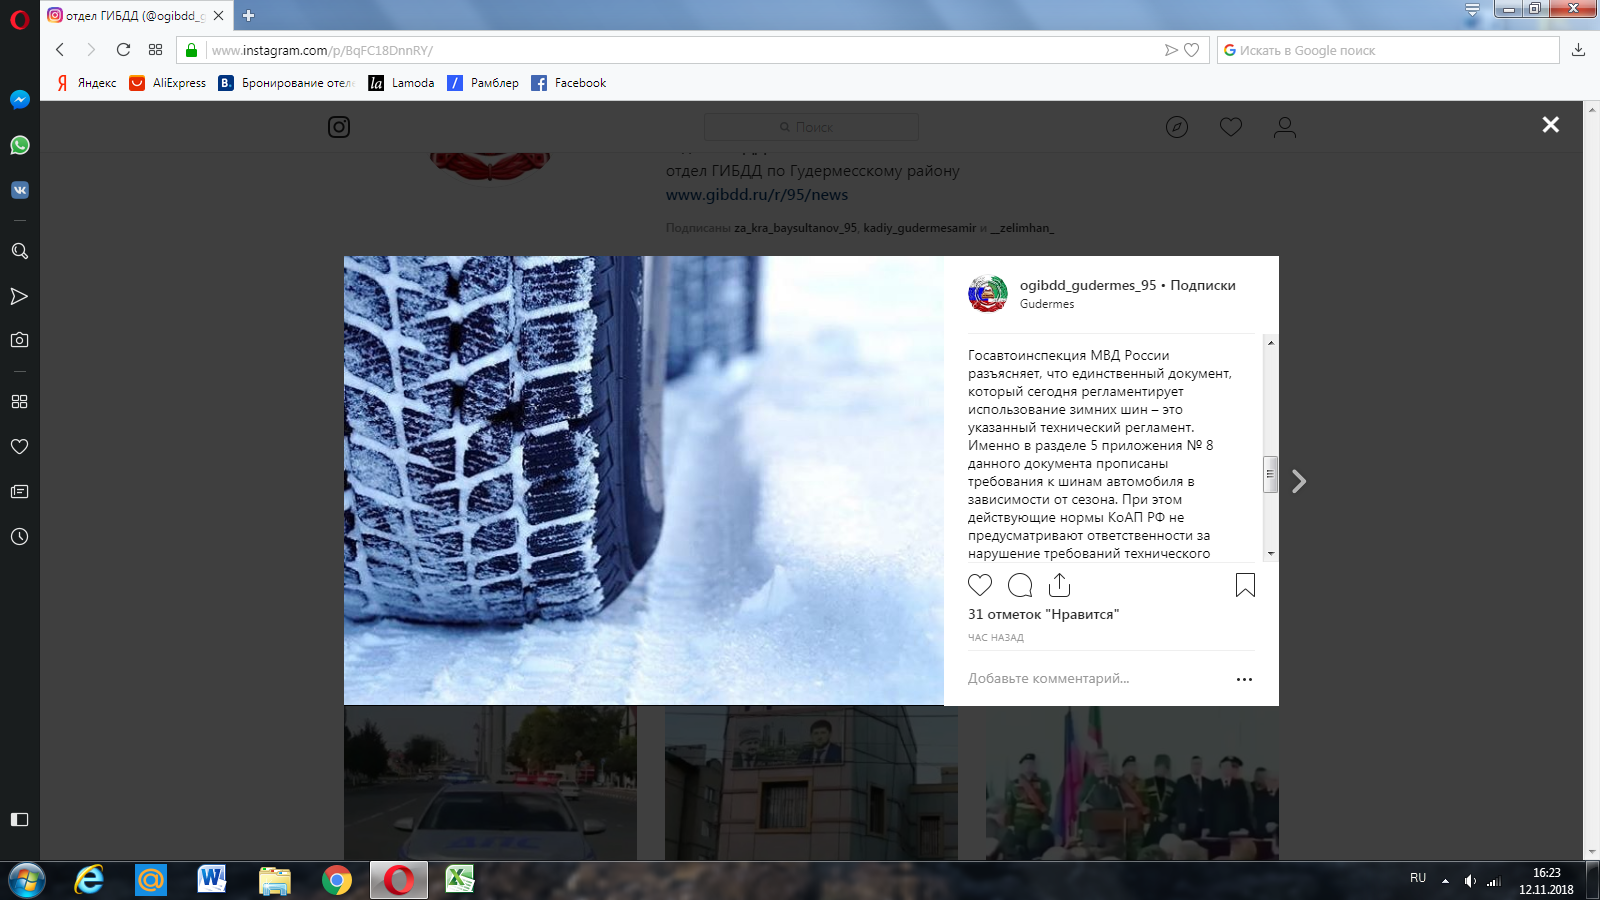 отдел ГИБДД (@ogibdd_g
www.instagram.com/p/BqFC18DnnRY/
Искать в Google поиск
Яндекс
AliExpress
Бронирование отеле
Lamoda
Рамблер
Facebook
Поиск
отдел ГИБДД по Гудермесскому району
www.gibdd.ru/r/95/news
Подписаны za_kra_baysultanov_95, kadiy_gudermesamir и __zelimhan_
ogibdd_gudermes_95 • Подписки
Gudermes
Госавтоинспекция МВД России
разъясняет, что единственный документ,
который сегодня регламентирует
использование зимних шин – это
указанный технический регламент.
Именно в разделе 5 приложения № 8
данного документа прописаны
требования к шинам автомобиля в
зависимости от сезона. При этом
действующие нормы КоАП РФ не
предусматривают ответственности за
нарушение требований технического
31 отметок "Нравится"
ЧАС НАЗАД
Добавьте комментарий...
ДПС
RU
16:23
12.11.2018